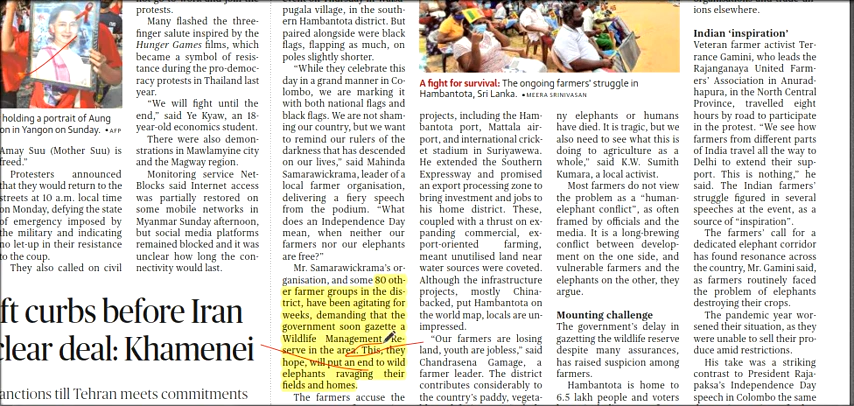 holding a portrait of Aung
on in Yangon on Sunday. •AFP
Amay Suu (Mother Suu) is
freed."
Protesters announced
that they would return to the
streets at 10 a.m. local time
on Monday, defying the state
of emergency imposed by
the military and indicating
no let-up in their resistance
to the coup.
They also called on civil
protests.
Many flashed the three-
finger salute inspired by the
Hunger Games films, which
became a symbol of resis-
tance during the pro-democ-
racy protests in Thailand last
year.
"We will fight until the
end," said Ye Kyaw, an 18-
year-old economics student.
There were also demon-
strations in Mawlamyine city
and the Magway region.
Monitoring service Net-
Blocks said Internet access
was partially restored on
some mobile networks in
Myanmar Sunday afternoon,
but social media platforms
remained blocked and it was
unclear how long the con-
nectivity would last.
ft curbs before Iran
clear deal: Khamenei
anctions till Tehran meets commitments
pugala village, in the south-
ern Hambantota district. But
paired alongside were black
flags, flapping as much, on
poles slightly shorter.
"While they celebrate this
day in a grand manner in Co-
lombo, we are marking it
with both national flags and
black flags. We are not sham-
ing our country, but we want
to remind our rulers of the
darkness that has descended
on our lives," said Mahinda
Samarawickrama, leader of a
local farmer organisation,
delivering a fiery speech
from the podium. "What
does an Independence Day
mean, when neither our
farmers nor our elephants
are free?"
Mr. Samarawickrama's or-
ganisation, and some 80 oth-
er farmer groups in the dis-
trict, have been agitating for
weeks, demanding that the
government soon gazette a
Wildlife Management Re-
serve in the area. This, they
hope, will put an end to wild
elephants ravaging their
fields and homes.
The farmers accuse the
A fight for survival: The ongoing farmers' struggle in
Hambantota, Sri Lanka. •MEERA SRINIVASAN
projects, including the Ham-
bantota port, Mattala air-
port, and international crick-
et stadium in Suriyawewa.
He extended the Southern
Expressway and promised
an export processing zone to
bring investment and jobs to
his home district. These,
coupled with a thrust on ex-
panding commercial, ex-
port-oriented farming,
meant unutilised land near
water sources were coveted.
Although the infrastructure
projects, mostly China-
backed, put Hambantota on
the world map, locals are un-
impressed.
"Our farmers are losing
land, youth are jobless," said
Chandrasena Gamage, a
farmer leader. The district
contributes considerably to
the country's paddy, vegeta-
ny elephants or humans
have died. It is tragic, but we
also need to see what this is
doing to agriculture as a
whole," said K.W. Sumith
Kumara, a local activist.
Most farmers do not view
the problem as a "human-
elephant conflict", as often
framed by officials and the
media. It is a long-brewing
conflict between develop-
ment on the one side, and
vulnerable farmers and the
elephants on the other, they
argue.
Mounting challenge
The government's delay in
gazetting the wildlife reserve
despite many assurances,
has raised suspicion among
farmers.
Hambantota is home to
6.5 lakh people and voters
ions elsewhere.
Indian 'inspiration'
Veteran farmer activist Ter-
rance Gamini, who leads the
Rajanganaya United Farm-
ers' Association in Anurad-
hapura, in the North Central
Province, travelled eight
hours by road to participate
in the protest. "We see how
farmers from different parts
of India travel all the way to
Delhi to extend their sup-
port. This is nothing," he
said. The Indian farmers'
struggle figured in several
speeches at the event, as a
source of "inspiration".
The farmers' call for a
dedicated elephant corridor
has found resonance across
the country, Mr. Gamini said,
as farmers routinely faced
the problem of elephants
destroying their crops.
The pandemic year wor-
sened their situation, as they
were unable to sell their pro-
duce amid restrictions.
His take was a striking
contrast to President Raja-
paksa's Independence Day
speech in Colombo the same